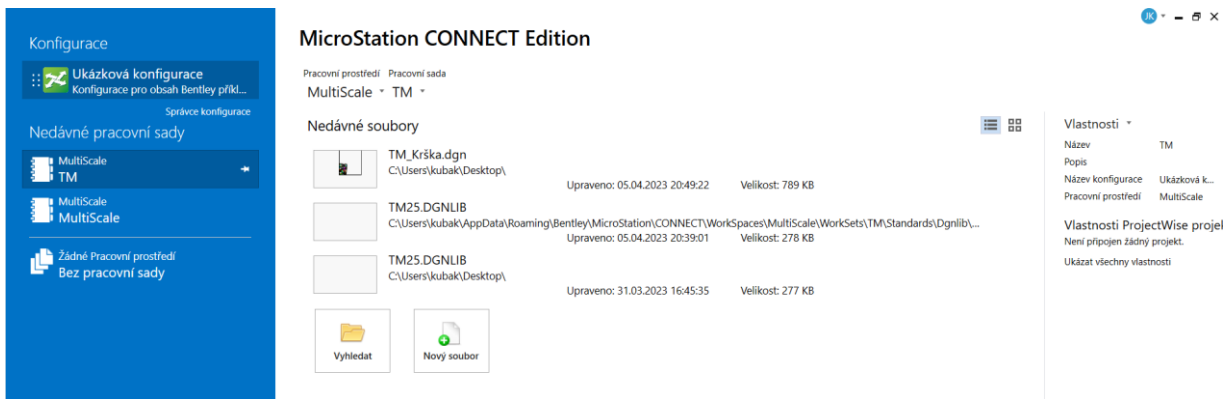 Konfigurace
Ukázková konfigurace
Konfigurace pro obsah Bentley příkl...
Správce konfigurace
Nedávné pracovní sady
MultiScale
TM
MultiScale
MultiScale
Žádné Pracovní prostředí
Bez pracovní sady
JK
MicroStation CONNECT Edition
Pracovní prostředí Pracovní sada
MultiScale TM
Nedávné soubory
TM_Krška.dgn
C:\Users\kubak\Desktop\
Upraveno: 05.04.2023 20:49:22 Velikost: 789 KB
TM25.DGNLIB
C:\Users\kubak\AppData\Roaming\Bentley\MicroStation\CONNECT\WorkSpaces\MultiScale\WorkSets\TM\Standards\Dgnlib\...
Upraveno: 05.04.2023 20:39:01 Velikost: 278 KB
TM25.DGNLIB
C:\Users\kubak\Desktop\
Upraveno: 31.03.2023 16:45:35 Velikost: 277 KB
Vyhledat Nový soubor
Vlastnosti
Název TM
Popis
Název konfigurace Ukázková k...
Pracovní prostředí MultiScale
Vlastnosti ProjectWise projel
Není připojen žádný projekt.
Ukázat všechny vlastnosti